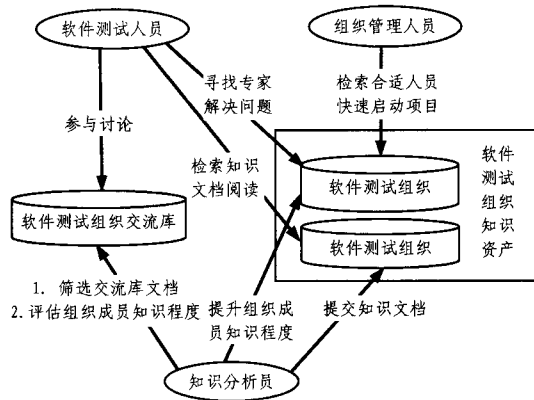 软件测试人员
组织管理人员
寻找专家
解决问题
检索合适人员
快速启动项目
参与讨论
检索知识
文档阅读
软件测试组织
软件测试组织交流库
软件测试组织
软件
测试
组织
知识
资产
1. 筛选交流库文档
2. 评估组织成员知识程度
提升组织成
员知识程度
提交知识文档
知识分析员